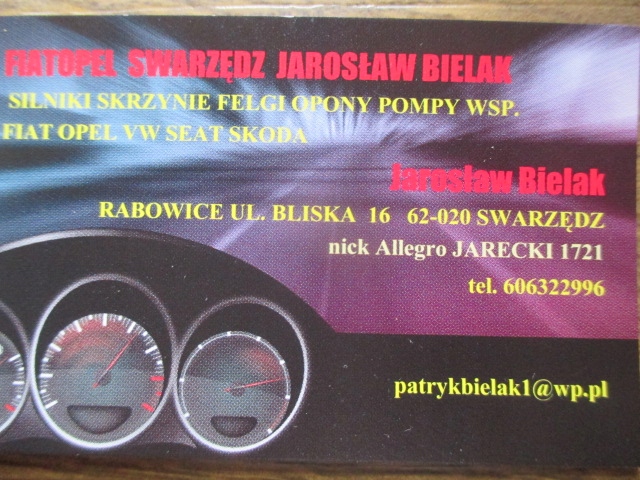 FIATOPEL SWARZĘDZ JAROSŁAW BIELAK
SILNIKI SKRZYNIE FELGI OPONY POMPY WSP.
FIAT OPEL VW SEAT SKODA
Jarosław Bielak
RABOWICE UL. BLISKA 16 62-020 SWARZĘDZ
nick Allegro JARECKI 1721
tel. 606322996
patrykbielak1@wp.pl